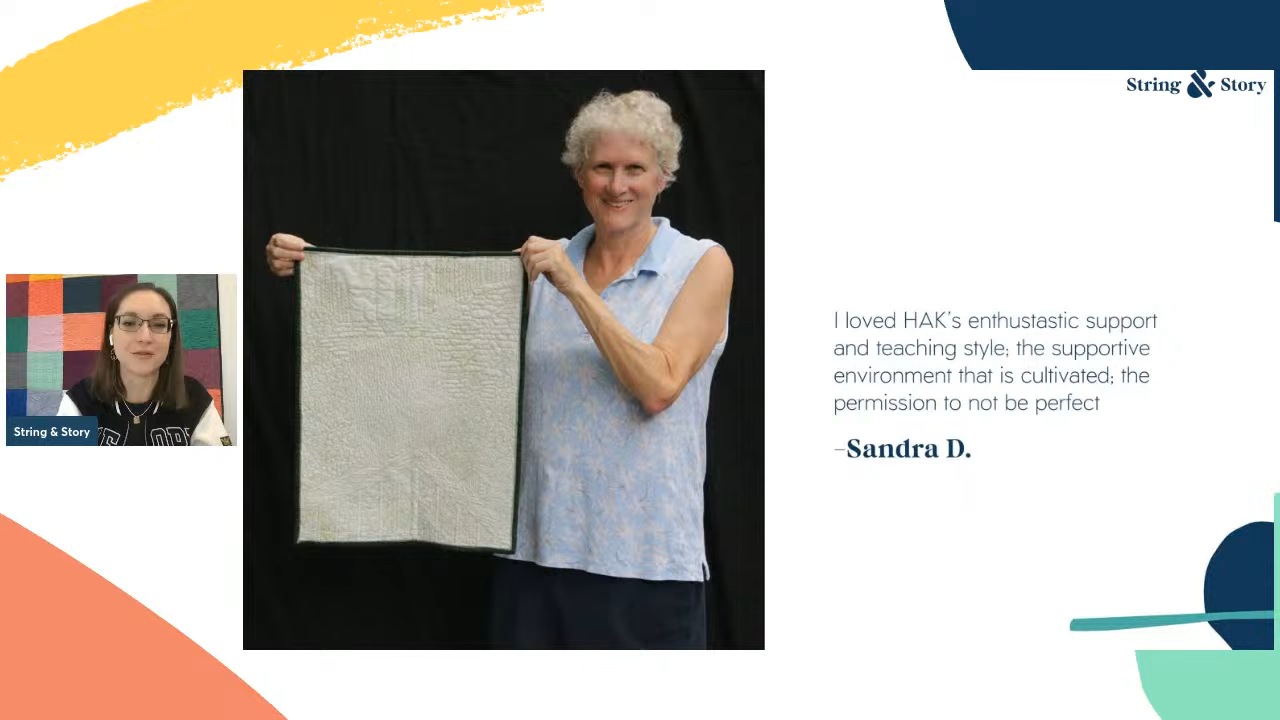 String & Story
I loved HAK's enthustastic support
and teaching style; the supportive
environment that is cultivated; the
permission to not be perfect
–Sandra D.
String & Story